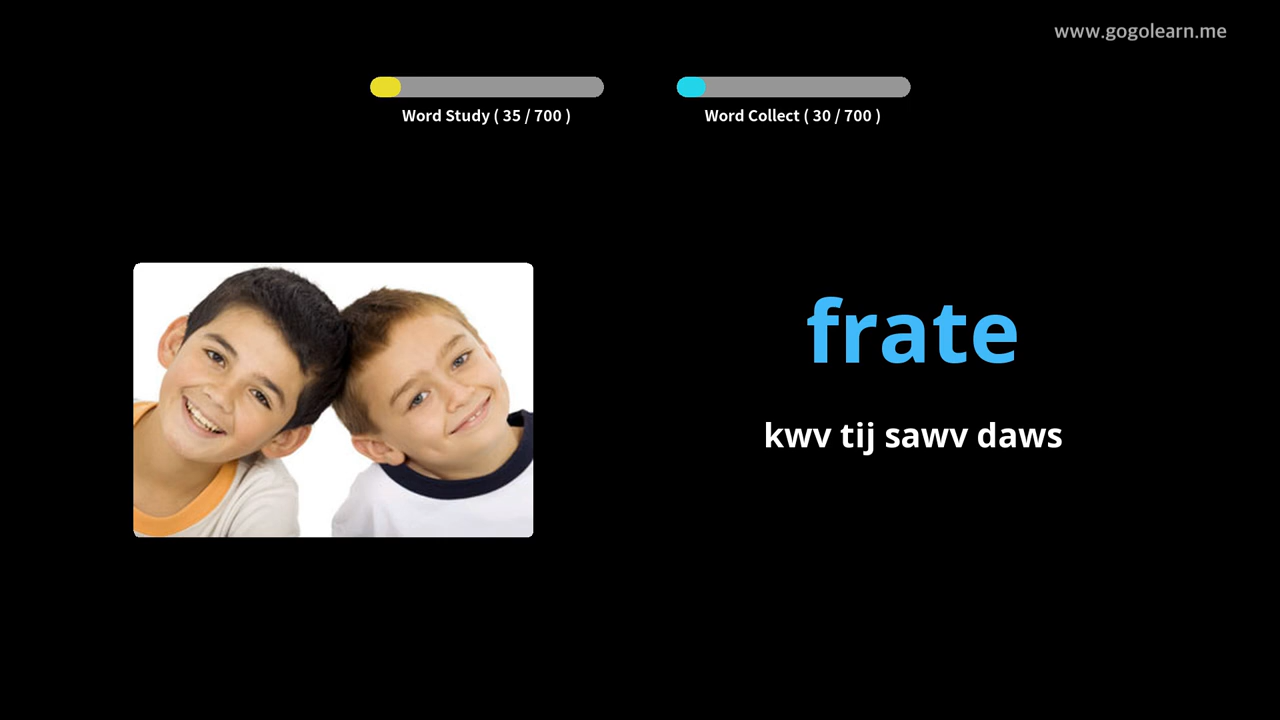 www.gogolearn.me
Word Study ( 35 / 700 )
Word Collect ( 30 / 700 )
frate
kwv tij sawv daws